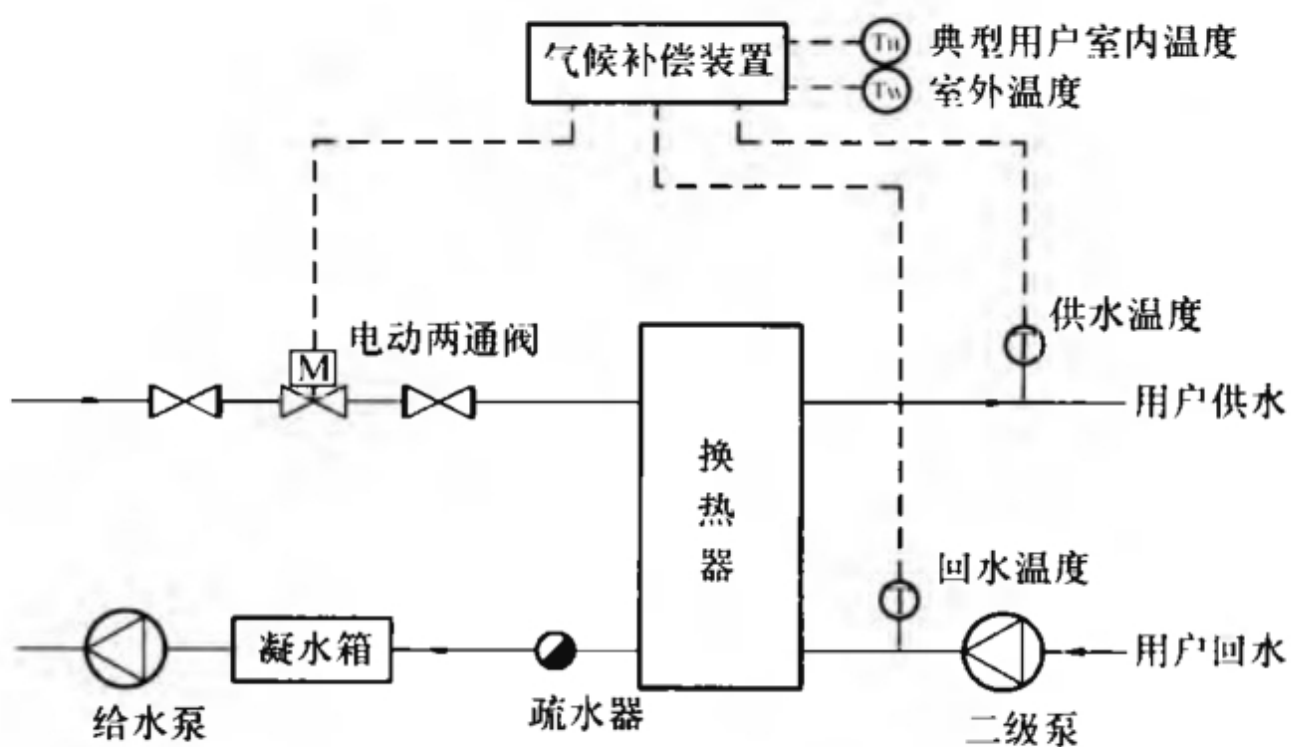 气候补偿装置
典型用户室内温度
Tw
室外温度
供水温度
电动两通阀
M
T
用户供水
换
热
器
回水温度
T
凝水箱
用户回水
给水泵
疏水器
二级泵